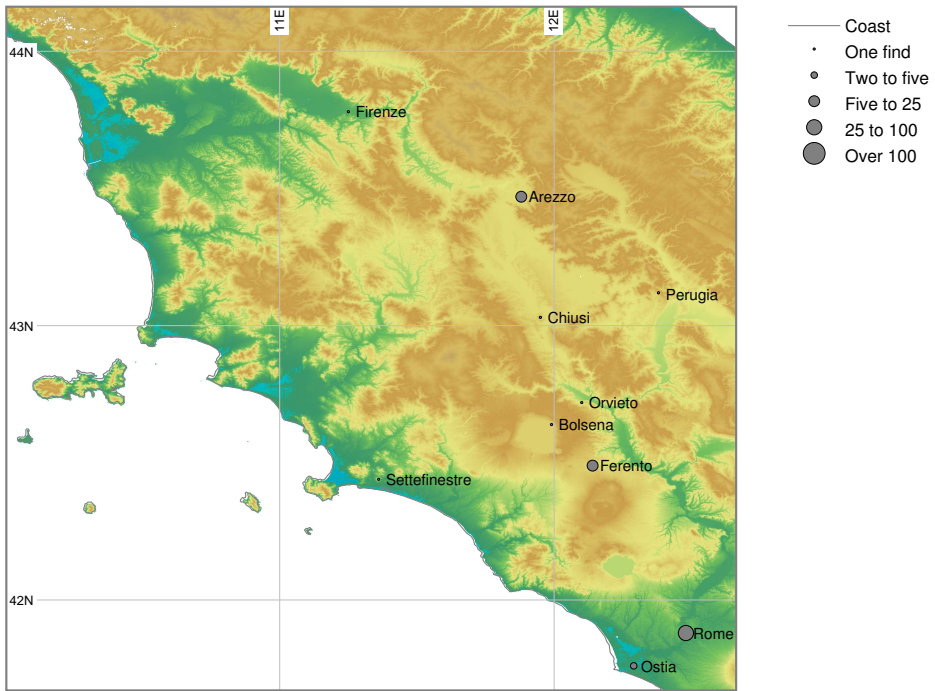 11E
12E
44N
Firenze
Arezzo
Perugia
Chiusi
43N
Orvieto
Bolsena
Ferento
Settefinestre
42N
Rome
Ostia
Coast
One find
Two to five
Five to 25
25 to 100
Over 100